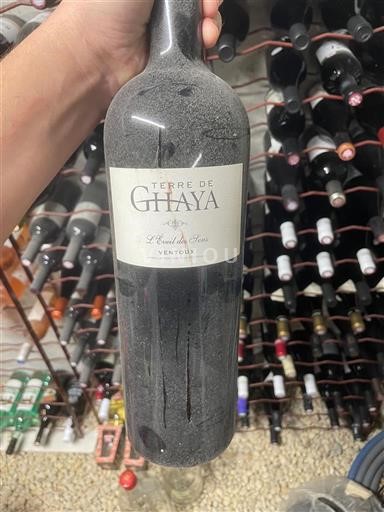 TERRE DE
GHAYA
L'Eveil des Sens
VENTOUX